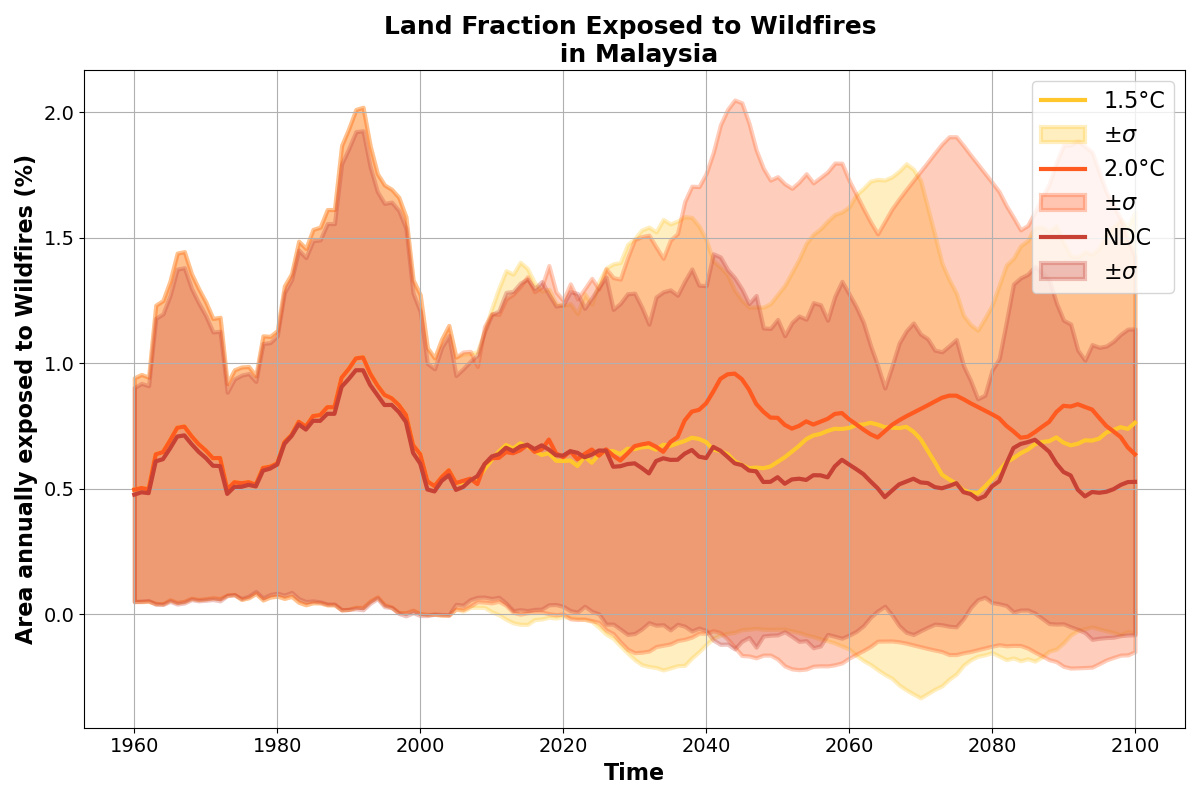 Land Fraction Exposed to Wildfires
in Malaysia
Area annually exposed to Wildfires (%)
2.0
1.5
1.0
0.5
0.0
1960
1980
2000
2020
2040
2060
2080
2100
Time
1.5°C
±σ
2.0°C
±σ
NDC
±σ